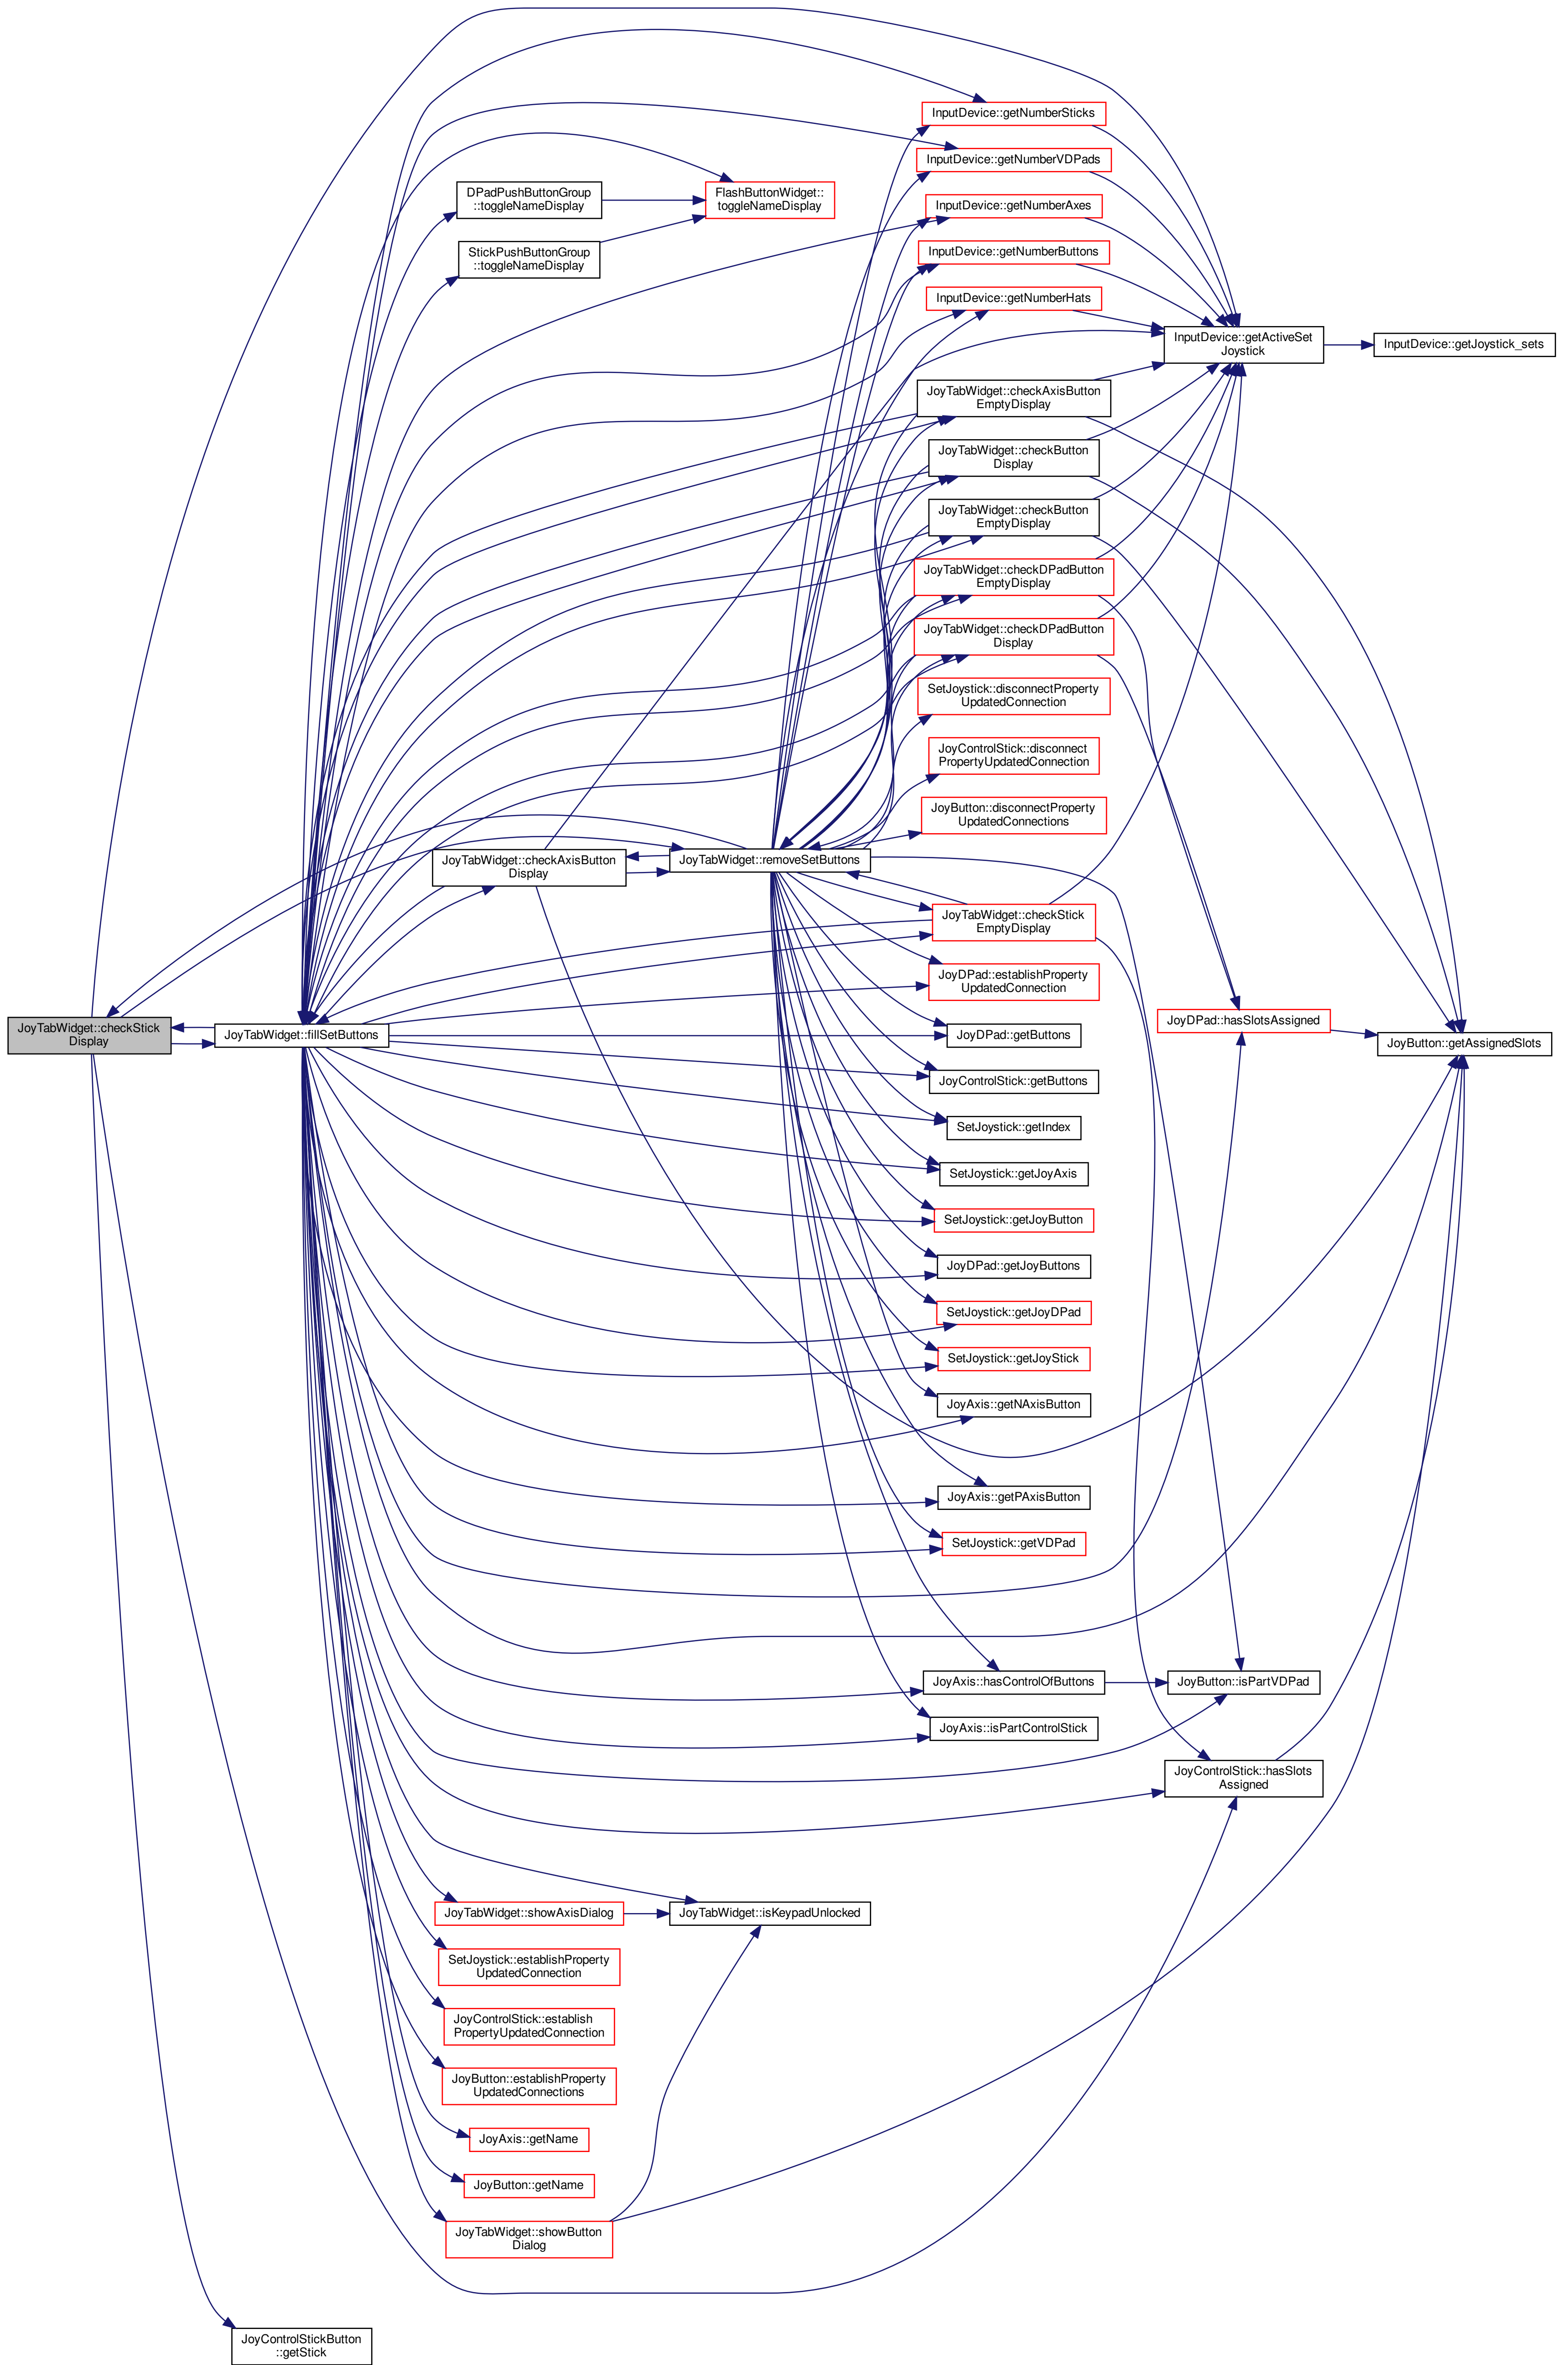 InputDevice::getNumberSticks
InputDevice::getNumberVDPads
DPadPushButtonGroup
::toggleNameDisplay
FlashButtonWidget::
toggleNameDisplay
InputDevice::getNumberAxes
StickPushButtonGroup
::toggleNameDisplay
InputDevice::getNumberButtons
InputDevice::getNumberHats
InputDevice::getActiveSet
Joystick
InputDevice::getJoystick_sets
JoyTabWidget::checkAxisButton
EmptyDisplay
JoyTabWidget::checkButton
Display
JoyTabWidget::checkButton
EmptyDisplay
JoyTabWidget::checkDPadButton
EmptyDisplay
JoyTabWidget::checkDPadButton
Display
SetJoystick::disconnectProperty
UpdatedConnection
JoyControlStick::disconnect
PropertyUpdatedConnection
JoyButton::disconnectProperty
UpdatedConnections
JoyTabWidget::checkAxisButton
Display
JoyTabWidget::removeSetButtons
JoyTabWidget::checkStick
EmptyDisplay
JoyDPad::establishProperty
UpdatedConnection
JoyTabWidget::checkStick
Display
JoyTabWidget::fillSetButtons
JoyDPad::getButtons
JoyDPad::hasSlotsAssigned
JoyButton::getAssignedSlots
JoyControlStick::getButtons
SetJoystick::getIndex
SetJoystick::getJoyAxis
SetJoystick::getJoyButton
JoyDPad::getJoyButtons
SetJoystick::getJoyDPad
SetJoystick::getJoyStick
JoyAxis::getNAxisButton
JoyAxis::getPAxisButton
SetJoystick::getVDPad
JoyAxis::hasControlOfButtons
JoyButton::isPartVDPad
JoyAxis::isPartControlStick
JoyControlStick::hasSlots
Assigned
JoyTabWidget::showAxisDialog
JoyTabWidget::isKeypadUnlocked
SetJoystick::establishProperty
UpdatedConnection
JoyControlStick::establish
PropertyUpdatedConnection
JoyButton::establishProperty
UpdatedConnections
JoyAxis::getName
JoyButton::getName
JoyTabWidget::showButton
Dialog
JoyControlStickButton
::getStick